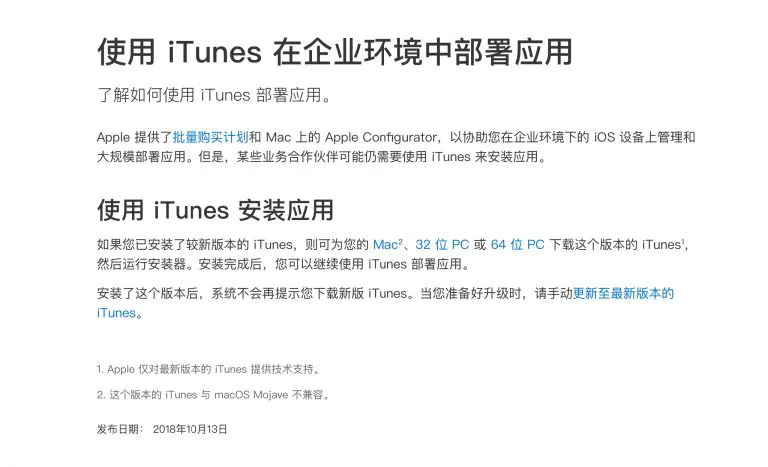 使用 iTunes 在企业环境中部署应用
了解如何使用 iTunes 部署应用。
Apple 提供了批量购买计划和 Mac 上的 Apple Configurator，以协助您在企业环境下的 iOS 设备上管理和
大规模部署应用。但是，某些业务合作伙伴可能仍需要使用 iTunes 来安装应用。
使用 iTunes 安装应用
如果您已安装了较新版本的 iTunes，则可为您的 Mac²、32 位 PC 或 64 位 PC 下载这个版本的 iTunes¹，
然后运行安装器。安装完成后，您可以继续使用 iTunes 部署应用。
安装了这个版本后，系统不会再提示您下载新版 iTunes。当您准备好升级时，请手动更新至最新版本的
iTunes。
1. Apple 仅对最新版本的 iTunes 提供技术支持。
2. 这个版本的 iTunes 与 macOS Mojave 不兼容。
发布日期： 2018年10月13日